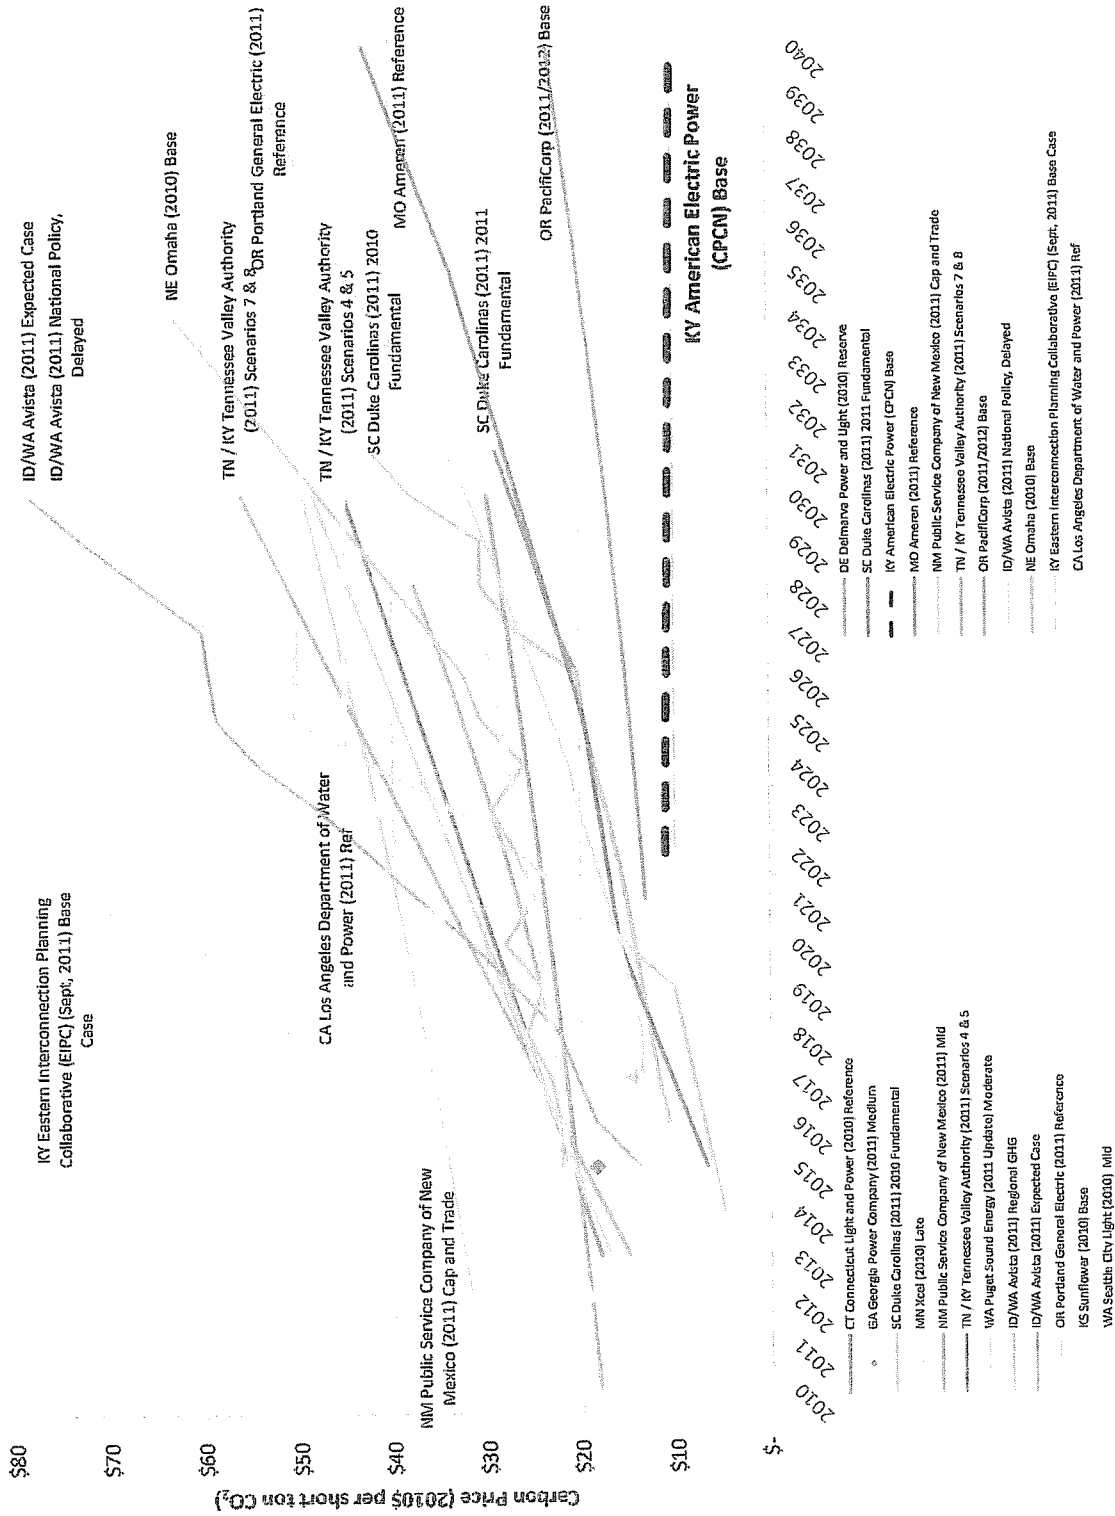 $80
$70
$60
$50
$40
$30
$20
$10
$-
Carbon Price (2010$ per short ton CO₂)
KY Eastern Interconnection Planning
Collaborative (EIPC) (Sept, 2011) Base
Case
NM Public Service Company of New
Mexico (2011) Cap and Trade
CA Los Angeles Department of Water
and Power (2011) Ref
ID/WA Avista (2011) Expected Case
ID/WA Avista (2011) National Policy,
Delayed
NE Omaha (2010) Base
TN / KY Tennessee Valley Authority
(2011) Scenarios 7 & 8
OR Portland General Electric (2011)
Reference
TN / KY Tennessee Valley Authority
(2011) Scenarios 4 & 5
SC Duke Carolinas (2011) 2010
Fundamental
MO Ameren (2011) Reference
SC Duke Carolinas (2011) 2011
Fundamental
OR PacifiCorp (2011/2012) Base
KY American Electric Power
(CPCN) Base
2010
2011
2012
2013
2014
2015
2016
2017
2018
2019
2020
2021
2022
2023
2024
2025
2026
2027
2028
2029
2030
2031
2032
2033
2034
2035
2036
2037
2038
2039
2040
CT Connecticut Light and Power (2010) Reference
GA Georgia Power Company (2011) Medium
SC Duke Carolinas (2011) 2010 Fundamental
MN Xcel (2010) Late
NM Public Service Company of New Mexico (2011) Mid
TN / KY Tennessee Valley Authority (2011) Scenarios 4 & 5
WA Puget Sound Energy (2011 Update) Moderate
ID/WA Avista (2011) Regional GHG
ID/WA Avista (2011) Expected Case
OR Portland General Electric (2011) Reference
KS Sunflower (2010) Base
WA Seattle City Light (2010) Mid
DE Delmarva Power and Light (2010) Reserve
SC Duke Carolinas (2011) 2011 Fundamental
KY American Electric Power (CPCN) Base
MO Ameren (2011) Reference
NM Public Service Company of New Mexico (2011) Cap and Trade
TN / KY Tennessee Valley Authority (2011) Scenarios 7 & 8
OR PacifiCorp (2011/2012) Base
ID/WA Avista (2011) National Policy, Delayed
NE Omaha (2010) Base
KY Eastern Interconnection Planning Collaborative (EIPC) (Sept, 2011) Base Case
CA Los Angeles Department of Water and Power (2011) Ref